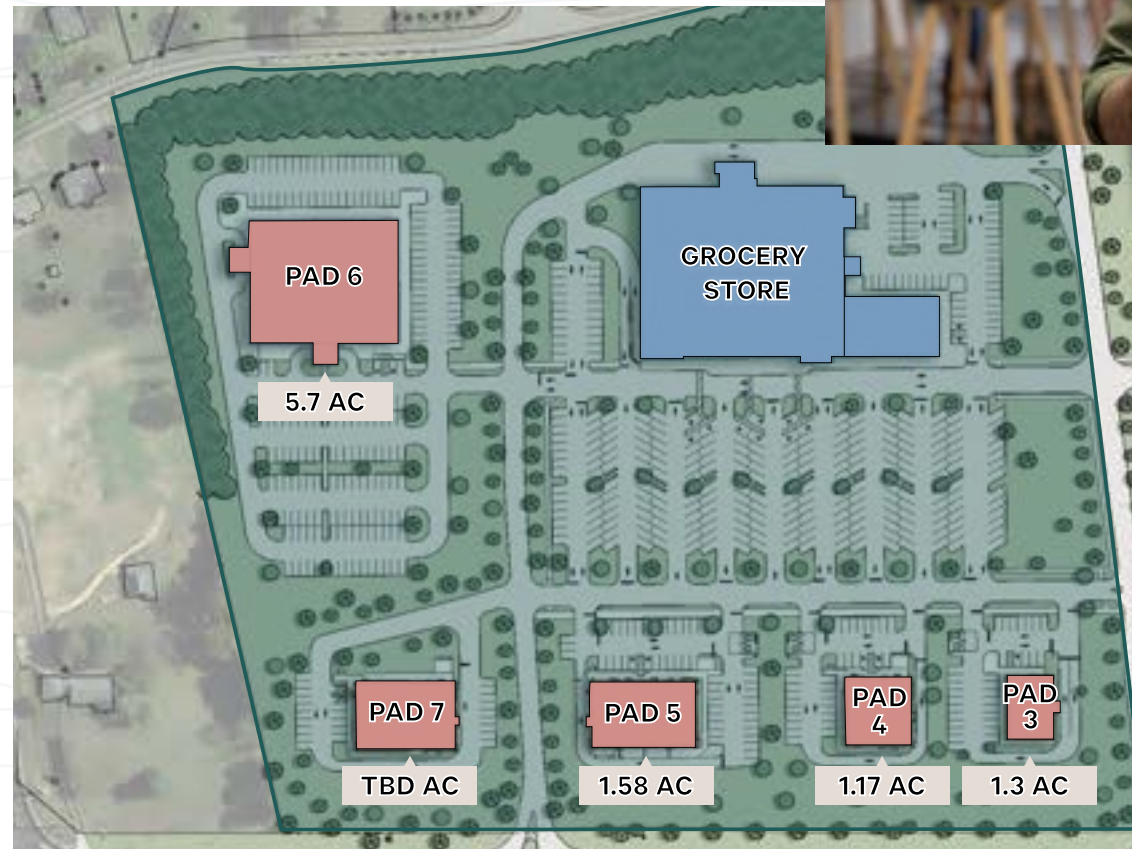 GROCERY
STORE
PAD 6
5.7 AC
PAD 7
TBD AC
PAD 5
1.58 AC
PAD
4
1.17 AC
PAD
3
1.3 AC